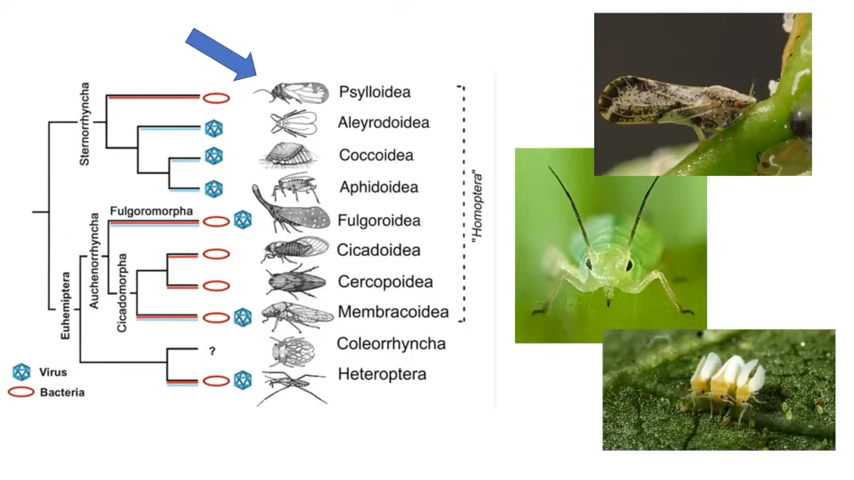 Sternorrhyncha
Psylloidea
Aleyrodoidea
Coccoidea
Aphidoidea
Fulgoromorpha
Fulgoroidea
Auchenorrhyncha
Cicadomorpha
Cicadoidea
Cercopoidea
Membracoidea
"Homoptera"
Euhemiptera
?
Coleorrhyncha
Heteroptera
Virus
Bacteria